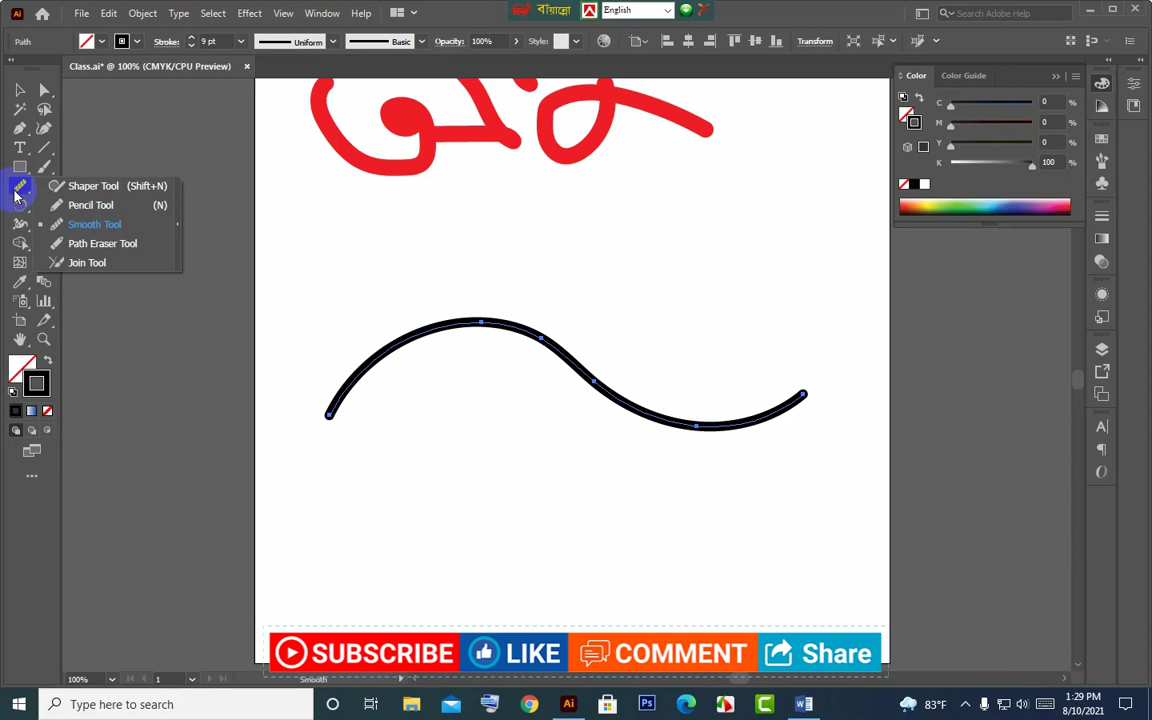 বাংলো English
Ai File Edit Object Type Select Effect View Window Help Search Adobe Help
Path Stroke: 9 pt Uniform Basic Opacity: 100% Style: Transform
Class.ai* @ 100% (CMYK/CPU Preview) ×
Color Color Guide
C 0 %
M 0 %
Y 0 %
K 100 %
Shaper Tool (Shift+N)
Pencil Tool (N)
Smooth Tool
Path Eraser Tool
Join Tool
SUBSCRIBE LIKE COMMENT Share
100% 1 Smooth
Type here to search
Ai Ps W 83°F 1:29 PM
8/10/2021